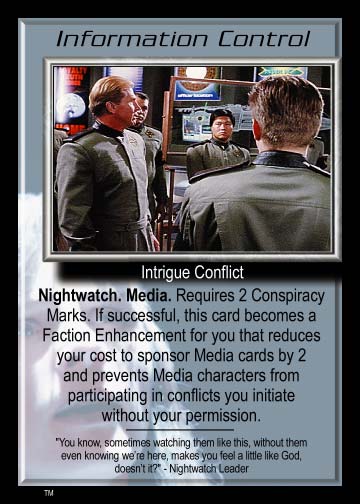 Information Control
LOYALTY
TRUTH
Intrigue Conflict
Nightwatch. Media. Requires 2 Conspiracy
Marks. If successful, this card becomes a
Faction Enhancement for you that reduces
your cost to sponsor Media cards by 2
and prevents Media characters from
participating in conflicts you initiate
without your permission.
"You know, sometimes watching them like this, without them
even knowing we're here, makes you feel a little like God,
doesn't it?" - Nightwatch Leader
TM